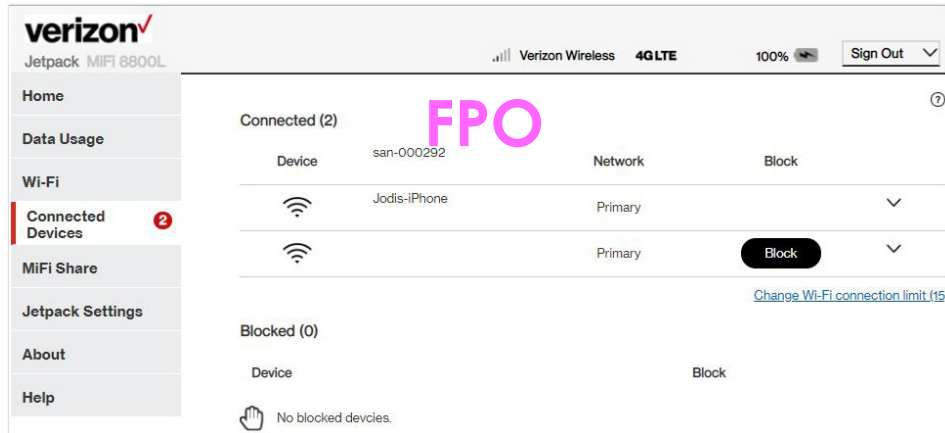 verizon✓
Jetpack MiFi 8800L
Verizon Wireless 4G LTE 100% Sign Out
Home
Data Usage
Wi-Fi
Connected Devices 2
MiFi Share
Jetpack Settings
About
Help
FPO
Connected (2)
Device san-000292 Network Block
Jodis-iPhone Primary
Primary Block
Change Wi-Fi connection limit (15
Blocked (0)
Device Block
No blocked devcies.